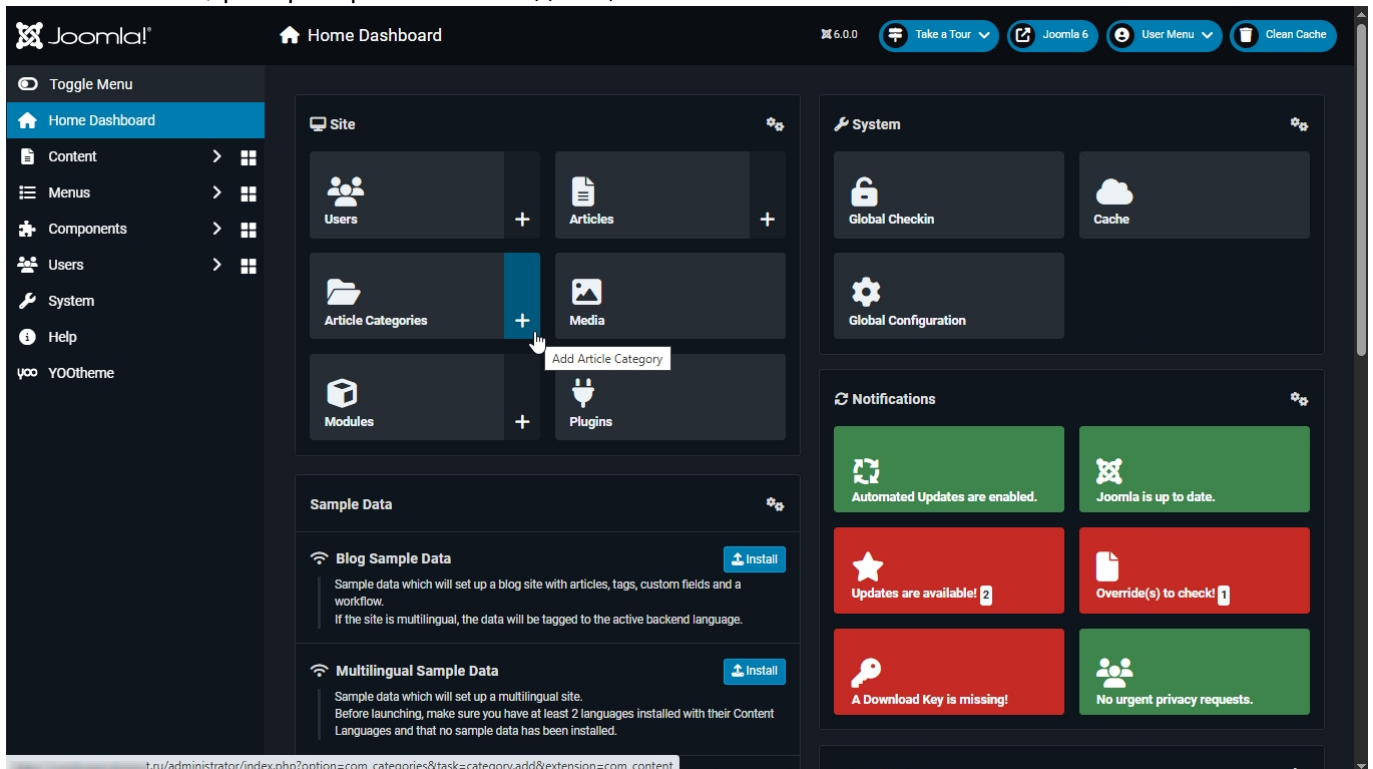 Joomla!®
Home Dashboard
6.0.0
Take a Tour
Joomla 6
User Menu
Clean Cache
Toggle Menu
Home Dashboard
Content
Menus
Components
Users
System
Help
yoo YOOtheme
Site
Users
Articles
Article Categories
Media
Add Article Category
Modules
Plugins
Sample Data
Blog Sample Data
Install
Sample data which will set up a blog site with articles, tags, custom fields and a
workflow.
If the site is multilingual, the data will be tagged to the active backend language.
Multilingual Sample Data
Install
Sample data which will set up a multilingual site.
Before launching, make sure you have at least 2 languages installed with their Content
Languages and that no sample data has been installed.
System
Global Checkin
Cache
Global Configuration
Notifications
Automated Updates are enabled.
Joomla is up to date.
Updates are available! 2
Override(s) to check! 1
A Download Key is missing!
No urgent privacy requests.
t.ru/administrator/index.php?option=com_categories&task=category.add&extension=com_content